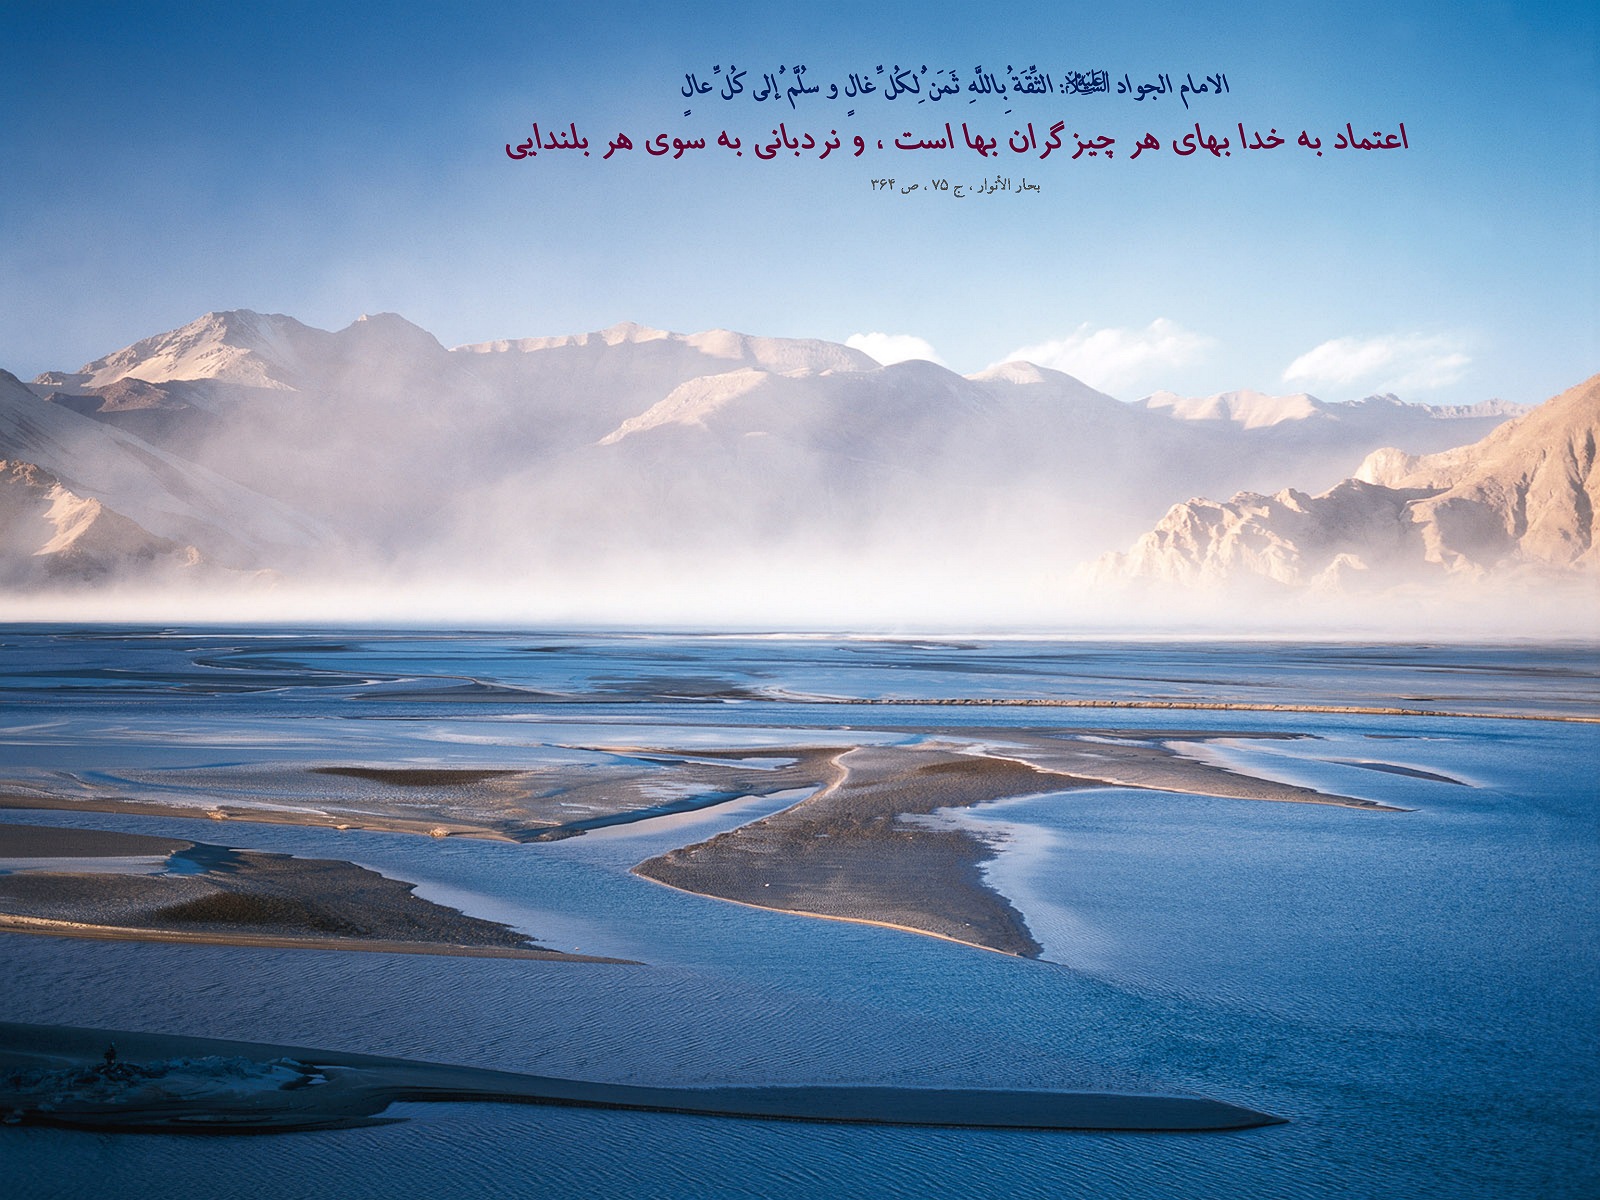 الامام الجواد علیه‌السلام: الثِّقَةُ بِاللَّهِ ثَمَنٌ لِكُلِّ غالٍ و سُلَّمٌ إلى كُلِّ عالٍ
اعتماد به خدا بهای هر چیز گران بها است ، و نردبانی به سوی هر بلندایی
بحار الأنوار ، ج ۷۵ ، ص ۳۶۴